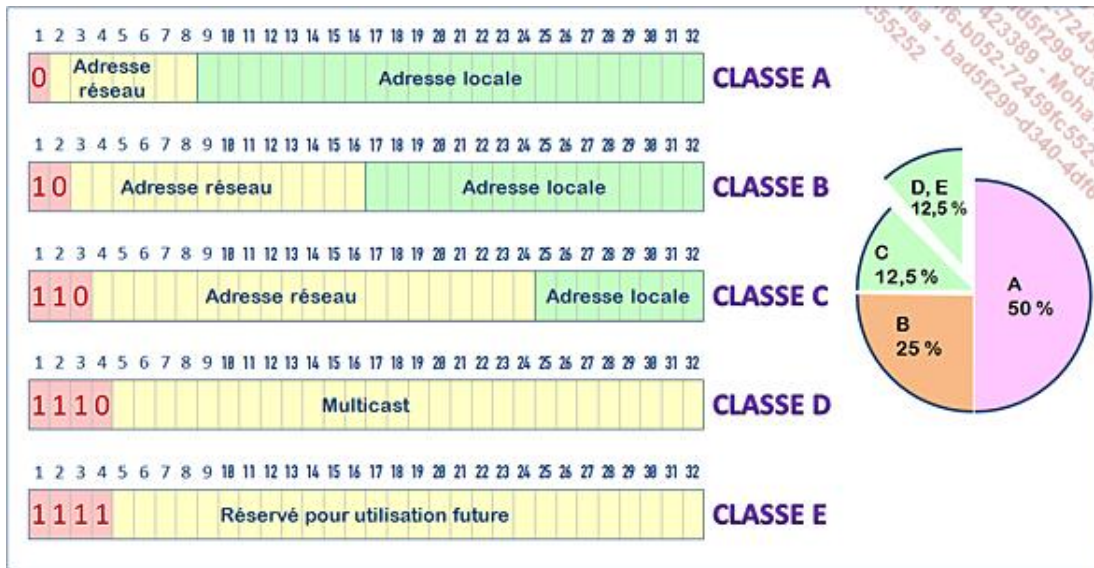 1 2 3 4 5 6 7 8 9 10 11 12 13 14 15 16 17 18 19 20 21 22 23 24 25 26 27 28 29 30 31 32
0 Adresse réseau Adresse locale CLASSE A
1 2 3 4 5 6 7 8 9 10 11 12 13 14 15 16 17 18 19 20 21 22 23 24 25 26 27 28 29 30 31 32
10 Adresse réseau Adresse locale CLASSE B
1 2 3 4 5 6 7 8 9 10 11 12 13 14 15 16 17 18 19 20 21 22 23 24 25 26 27 28 29 30 31 32
110 Adresse réseau Adresse locale CLASSE C
1 2 3 4 5 6 7 8 9 10 11 12 13 14 15 16 17 18 19 20 21 22 23 24 25 26 27 28 29 30 31 32
1110 Multicast CLASSE D
1 2 3 4 5 6 7 8 9 10 11 12 13 14 15 16 17 18 19 20 21 22 23 24 25 26 27 28 29 30 31 32
1111 Réservé pour utilisation future CLASSE E
D, E
12,5 %
C
12,5 %
A
50 %
B
25 %